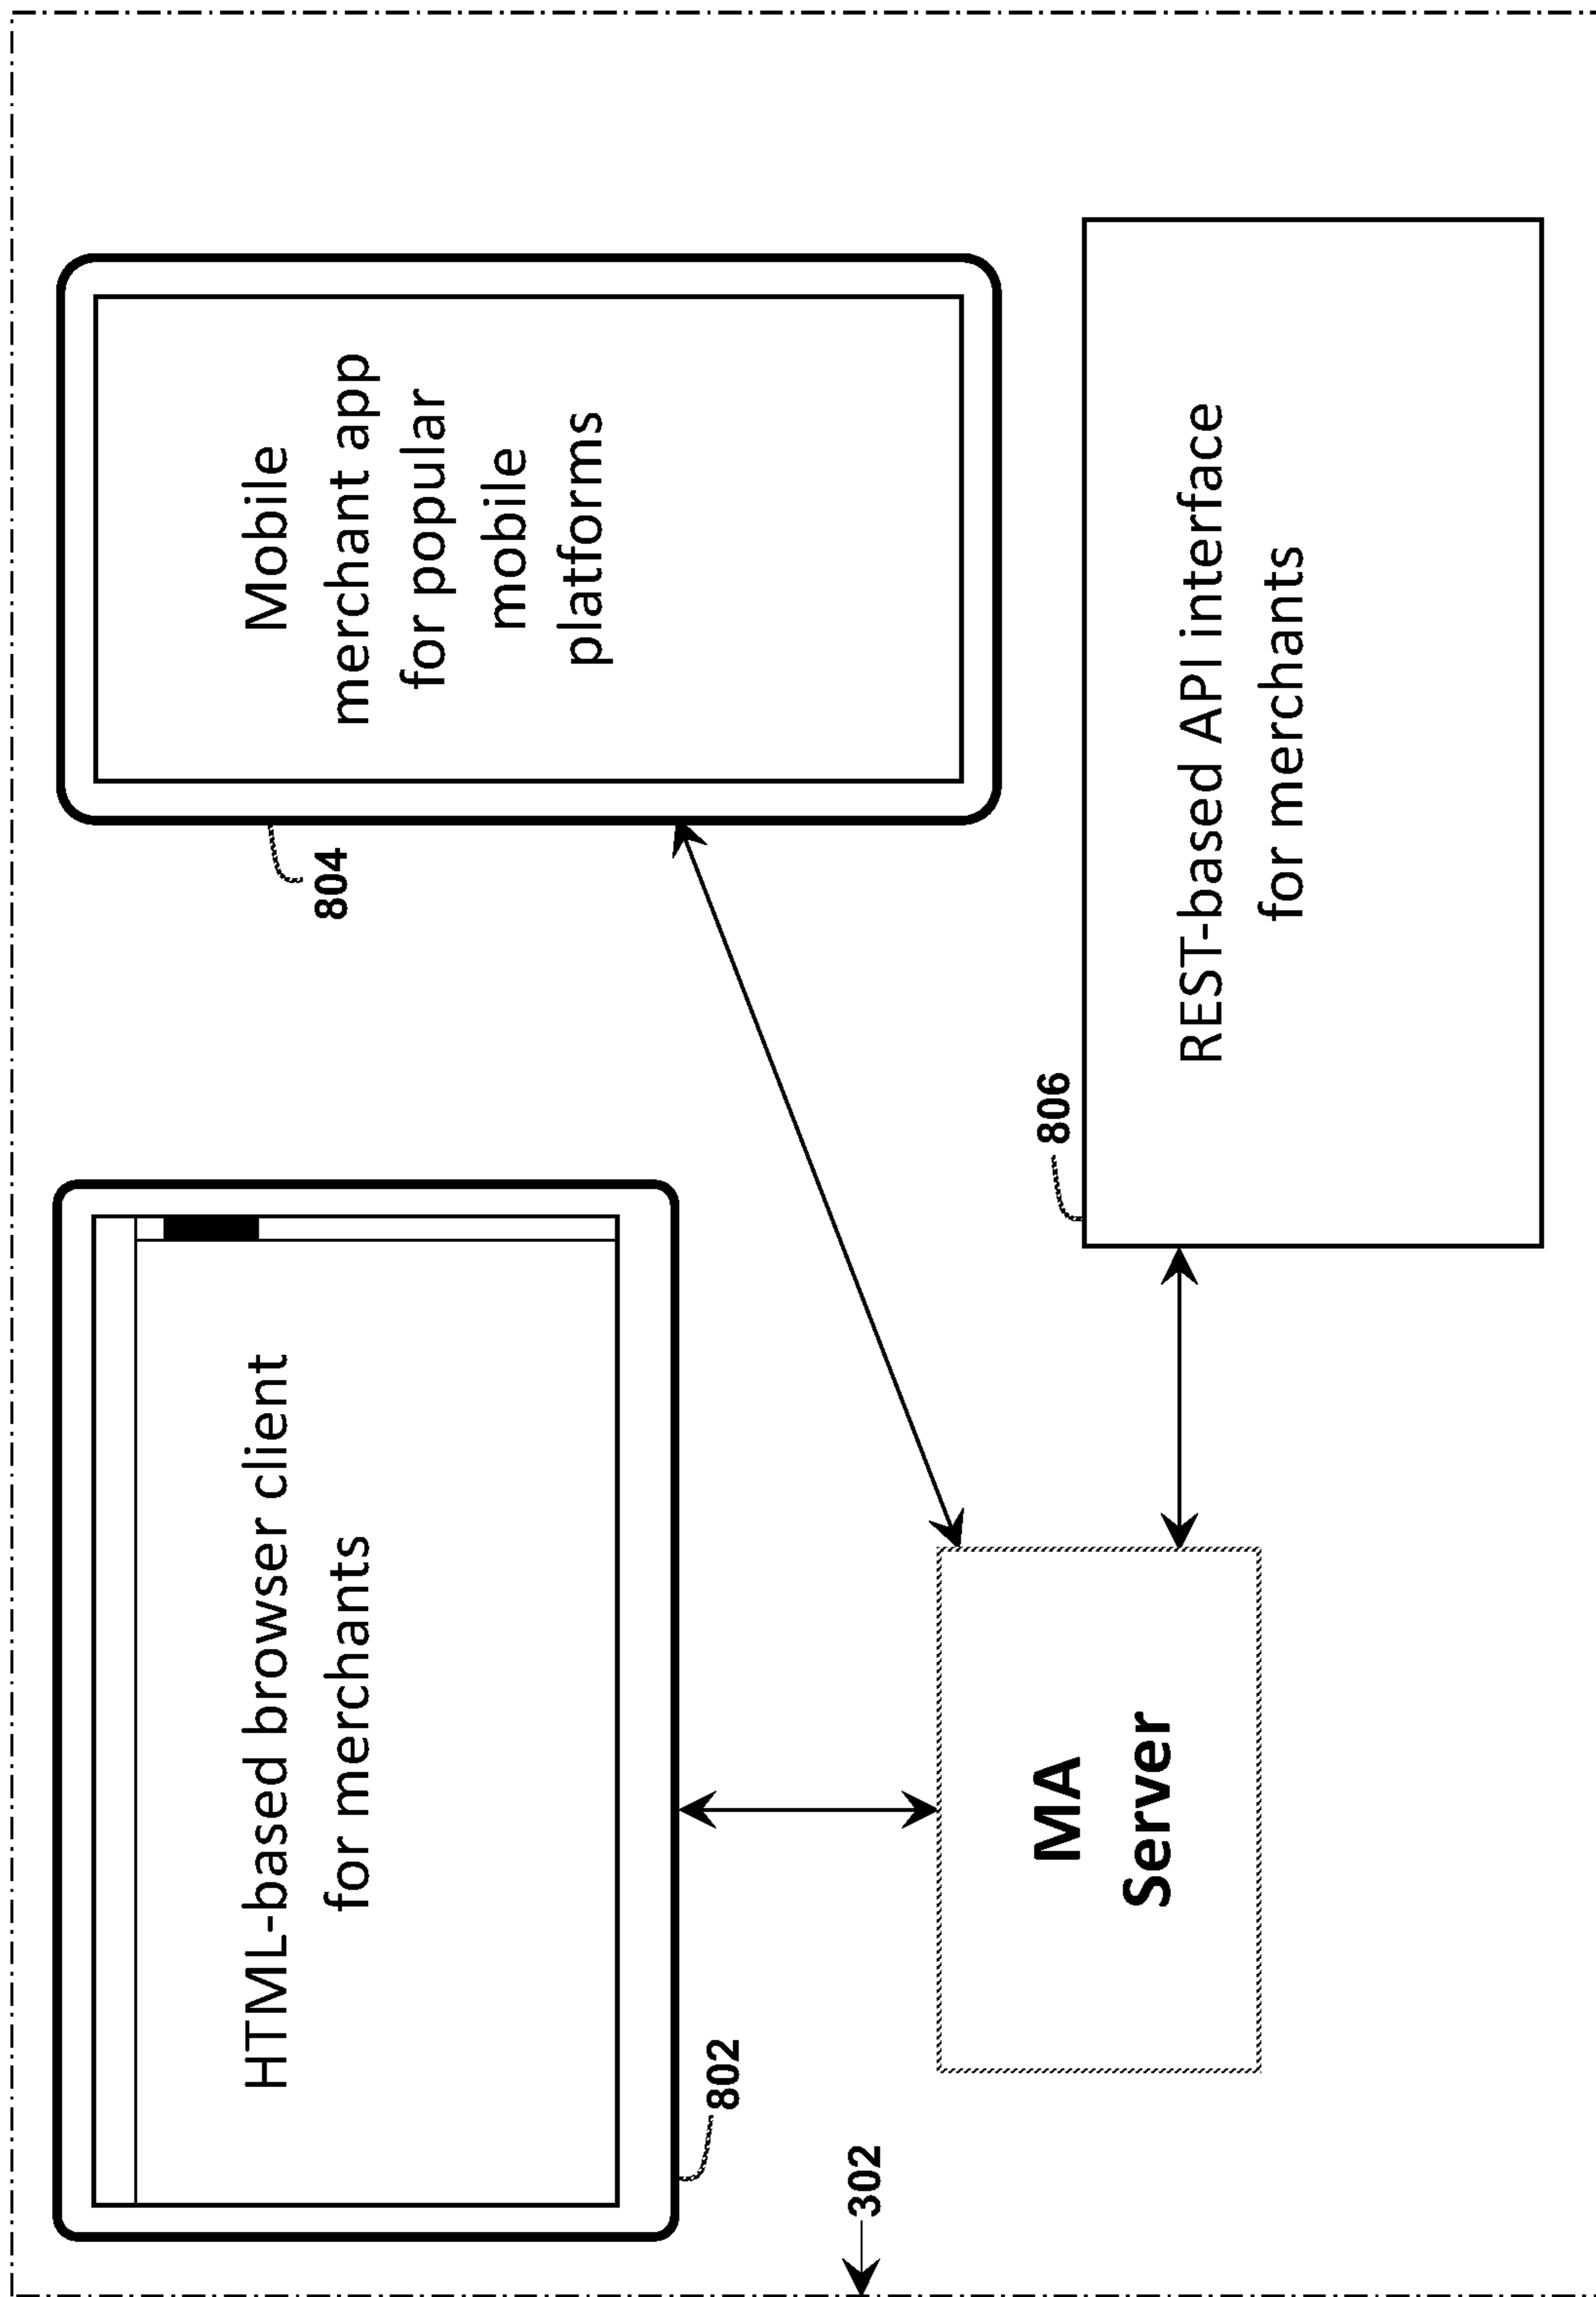 HTML-based browser client
for merchants
802
Mobile
merchant app
for popular
mobile
platforms
804
302
MA
Server
806
REST-based API interface
for merchants